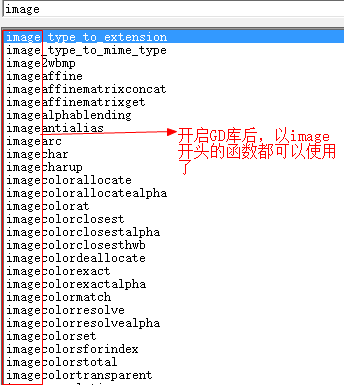 image
image_type_to_extension
image_type_to_mime_type
image2wbmp
imageaffine
imageaffinematrixconcat
imageaffinematrixget
imagealphablending
imageantialias
imagearc
imagechar
imagecharup
imagecolorallocate
imagecolorallocatealpha
imagecolorat
imagecolorclosest
imagecolorclosestalpha
imagecolorclosesthwb
imagecolordeallocate
imagecolorexact
imagecolorexactalpha
imagecolormatch
imagecolorresolve
imagecolorresolvealpha
imagecolorset
imagecolorsforindex
imagecolorstotal
imagecolortransparent
开启GD库后，以image
开头的函数都可以使用
了